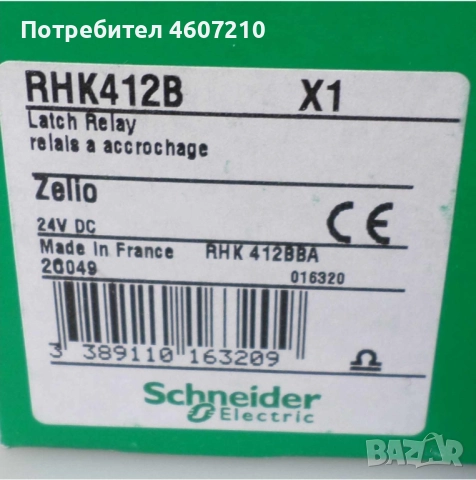 Потребител 4607210
RHK412B X1
Latch Relay
relais a accrochage
Zelio
24V DC
CE
Made In France RHK 412BBA
20049 016320
3 389110 163209
Schneider
Electric
BAZAR